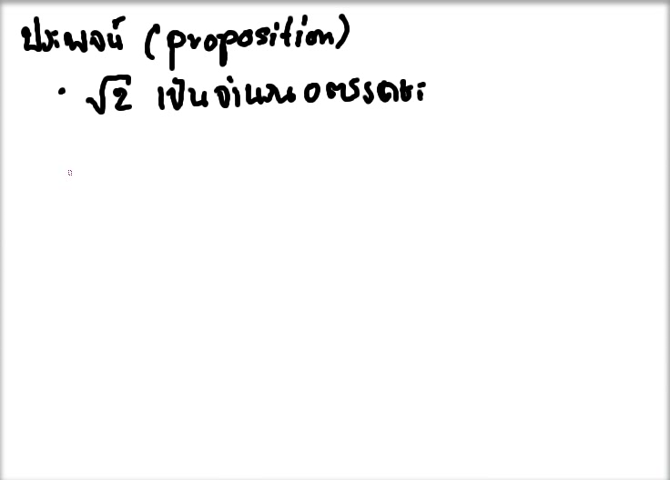 ประพจน์ (proposition)
• √2 เป็นจำนวนอตรรกยะ